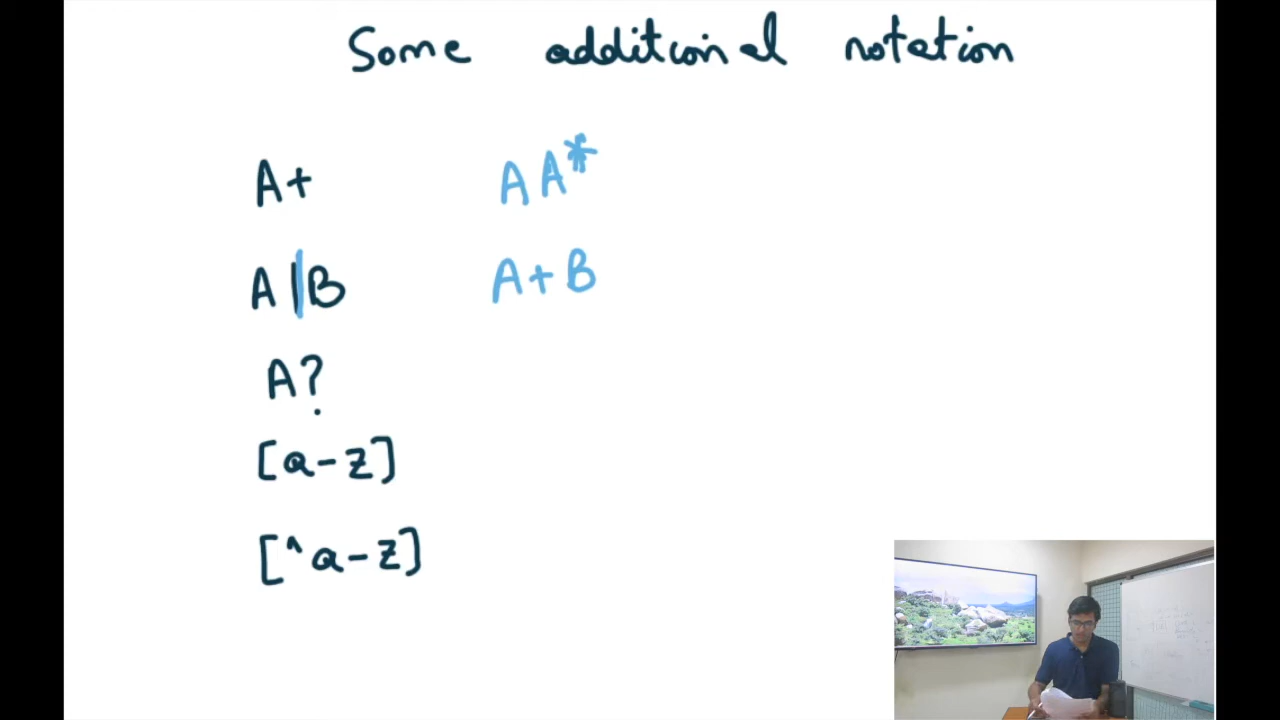 Some additional notation
A+ AA*
A|B A+B
A?
[a-z]
[^a-z]